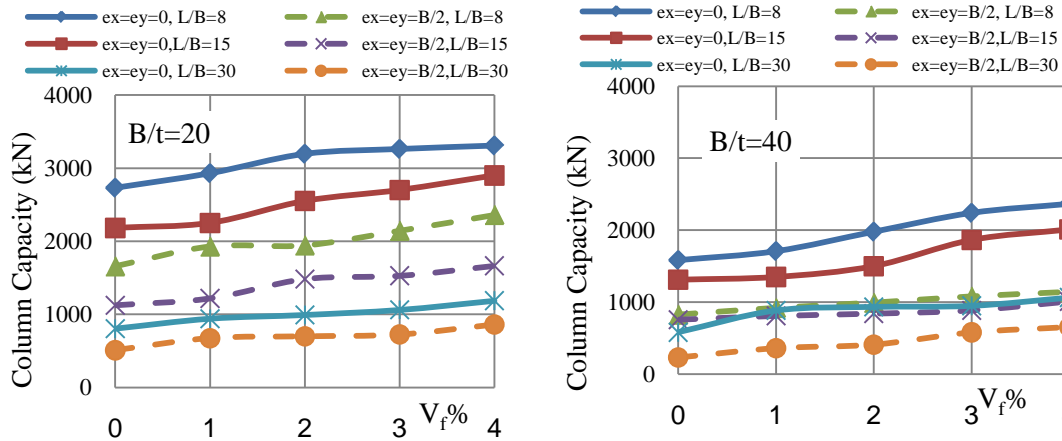 ex=ey=0, L/B=8 ex=ey=B/2, L/B=8
ex=ey=0,L/B=15 ex=ey=B/2,L/B=15
ex=ey=0, L/B=30 ex=ey=B/2,L/B=30
Column Capacity (kN)
4000
3000
2000
1000
0
B/t=20
0 1 2 3 4
Vf%
ex=ey=0, L/B=8 ex=ey=B/2, L/B=8
ex=ey=0,L/B=15 ex=ey=B/2,L/B=15
ex=ey=0, L/B=30 ex=ey=B/2,L/B=30
Column Capacity (kN)
4000
3000
2000
1000
0
B/t=40
0 1 2 3
Vf%